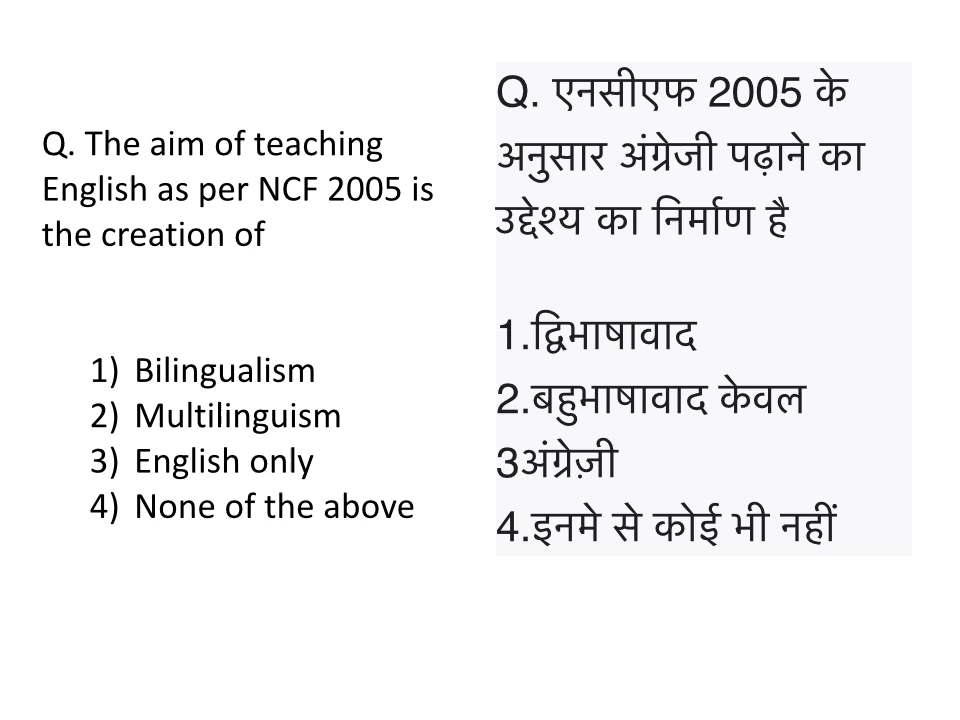 Q. The aim of teaching
English as per NCF 2005 is
the creation of
1) Bilingualism
2) Multilinguism
3) English only
4) None of the above
Q. एनसीएफ 2005 के
अनुसार अंग्रेजी पढ़ाने का
उद्देश्य का निर्माण है
1.द्विभाषावाद
2.बहुभाषावाद केवल
3अंग्रेज़ी
4.इनमे से कोई भी नहीं